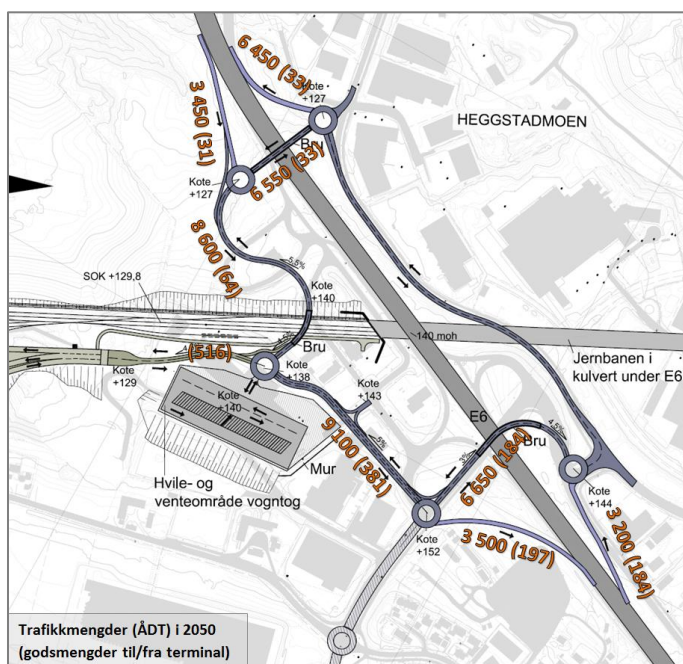 6 450 (33)
Kote
+127
HEGGSTADMOEN
3 450 (31)
Bru
6 550 (33)
Kote
+127
8 600 (64)
5,5%
SOK +129,8
Kote
+140
140 moh
(516)
Bru
Jernbanen i
kulvert under E6
Kote
+129
Kote
+138
Kote
+140
Kote
+143
E6
5%
9 100 (381)
Mur
Hvile- og
venteområde vogntog
3%
6 650 (184)
Bru
4,5%
Kote
+144
Kote
+152
3 500 (197)
3 200 (184)
Trafikkmengder (ÅDT) i 2050
(godsmengder til/fra terminal)